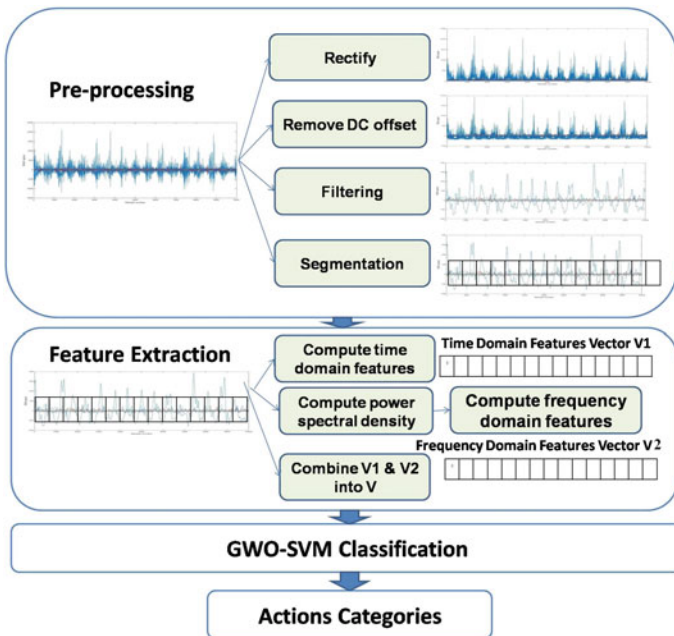 Pre-processing
Rectify
Remove DC offset
Filtering
Segmentation
Feature Extraction
Compute time
domain features
Time Domain Features Vector V1
Compute power
spectral density
Compute frequency
domain features
Frequency Domain Features Vector V2
Combine V1 & V2
into V
GWO-SVM Classification
Actions Categories